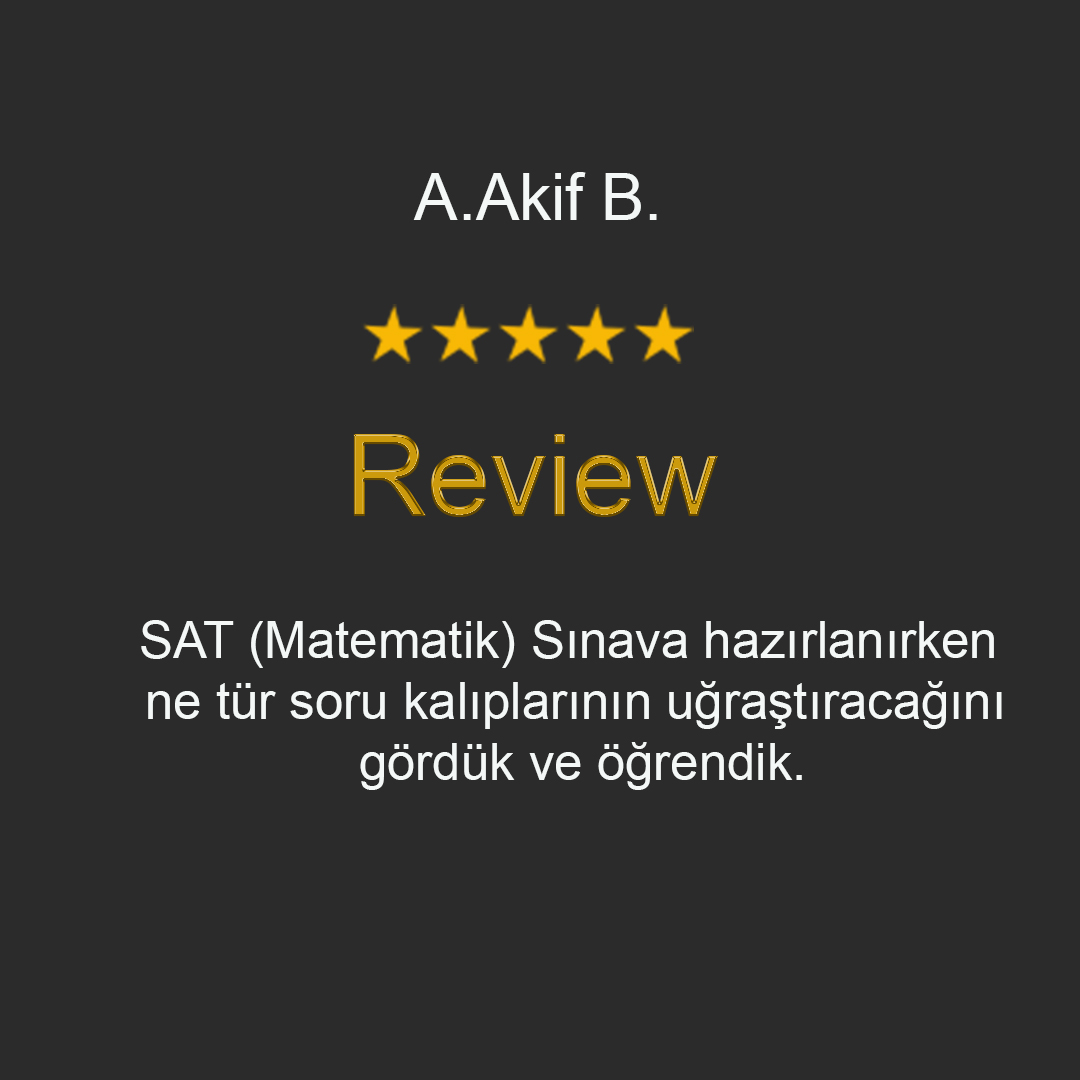 A.Akif B.
Review
SAT (Matematik) Sınava hazırlanırken
ne tür soru kalıplarının uğraştıracağını
gördük ve öğrendik.